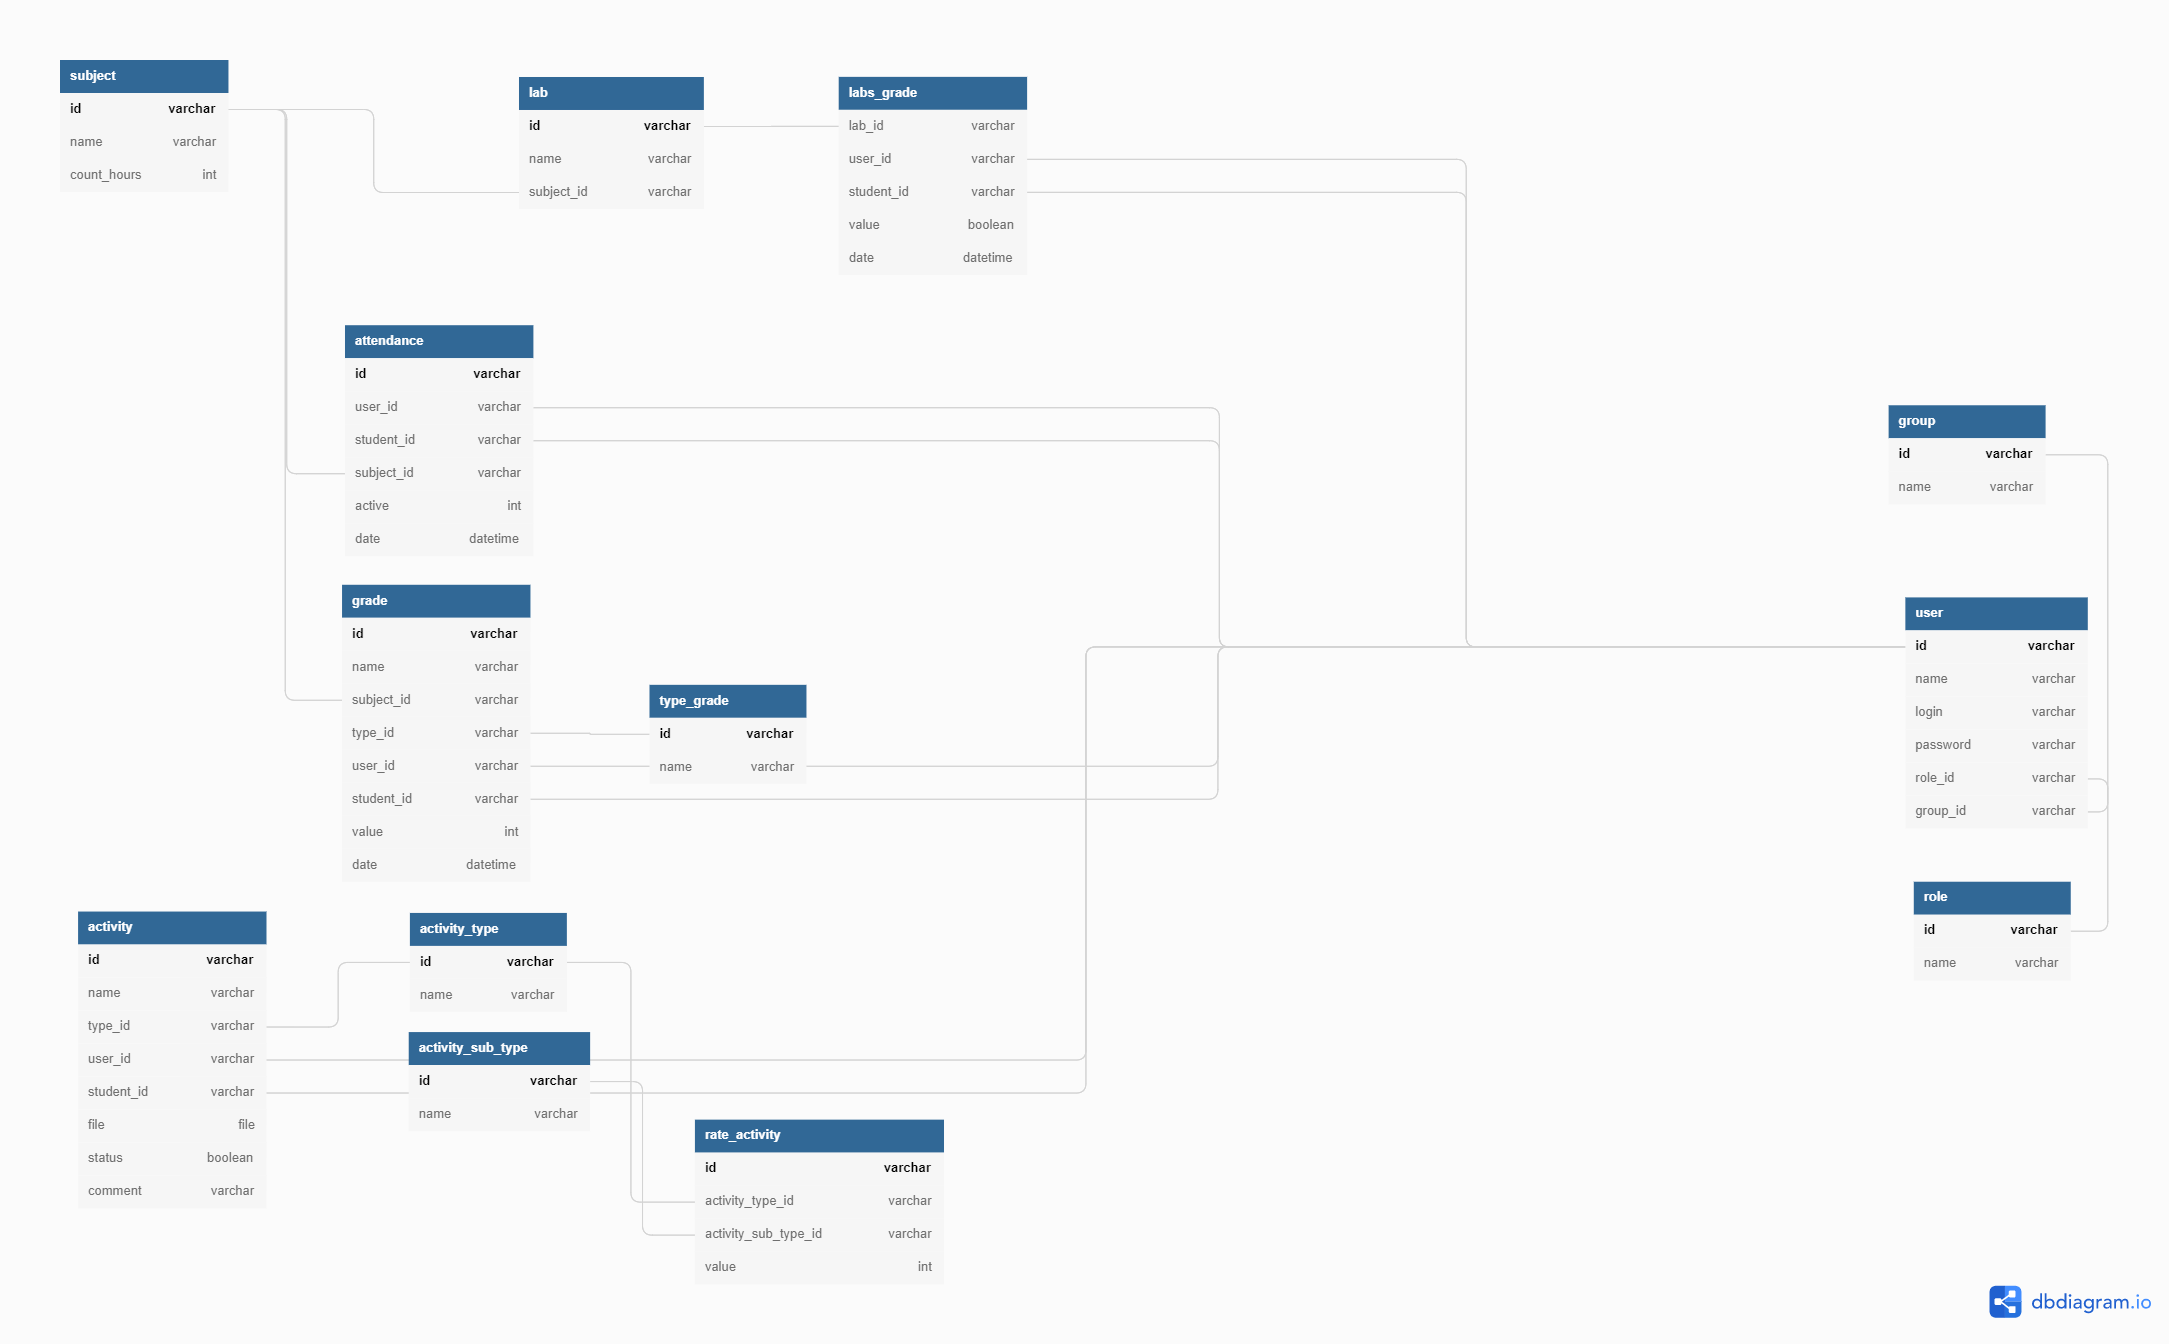 subject
id varchar
name varchar
count_hours int
lab
id varchar
name varchar
subject_id varchar
labs_grade
lab_id varchar
user_id varchar
student_id varchar
value boolean
date datetime
attendance
id varchar
user_id varchar
student_id varchar
subject_id varchar
active int
date datetime
group
id varchar
name varchar
grade
id varchar
name varchar
subject_id varchar
type_id varchar
user_id varchar
student_id varchar
value int
date datetime
type_grade
id varchar
name varchar
user
id varchar
name varchar
login varchar
password varchar
role_id varchar
group_id varchar
role
id varchar
name varchar
activity
id varchar
name varchar
type_id varchar
user_id varchar
student_id varchar
file file
status boolean
comment varchar
activity_type
id varchar
name varchar
activity_sub_type
id varchar
name varchar
rate_activity
id varchar
activity_type_id varchar
activity_sub_type_id varchar
value int
dbdiagram.io